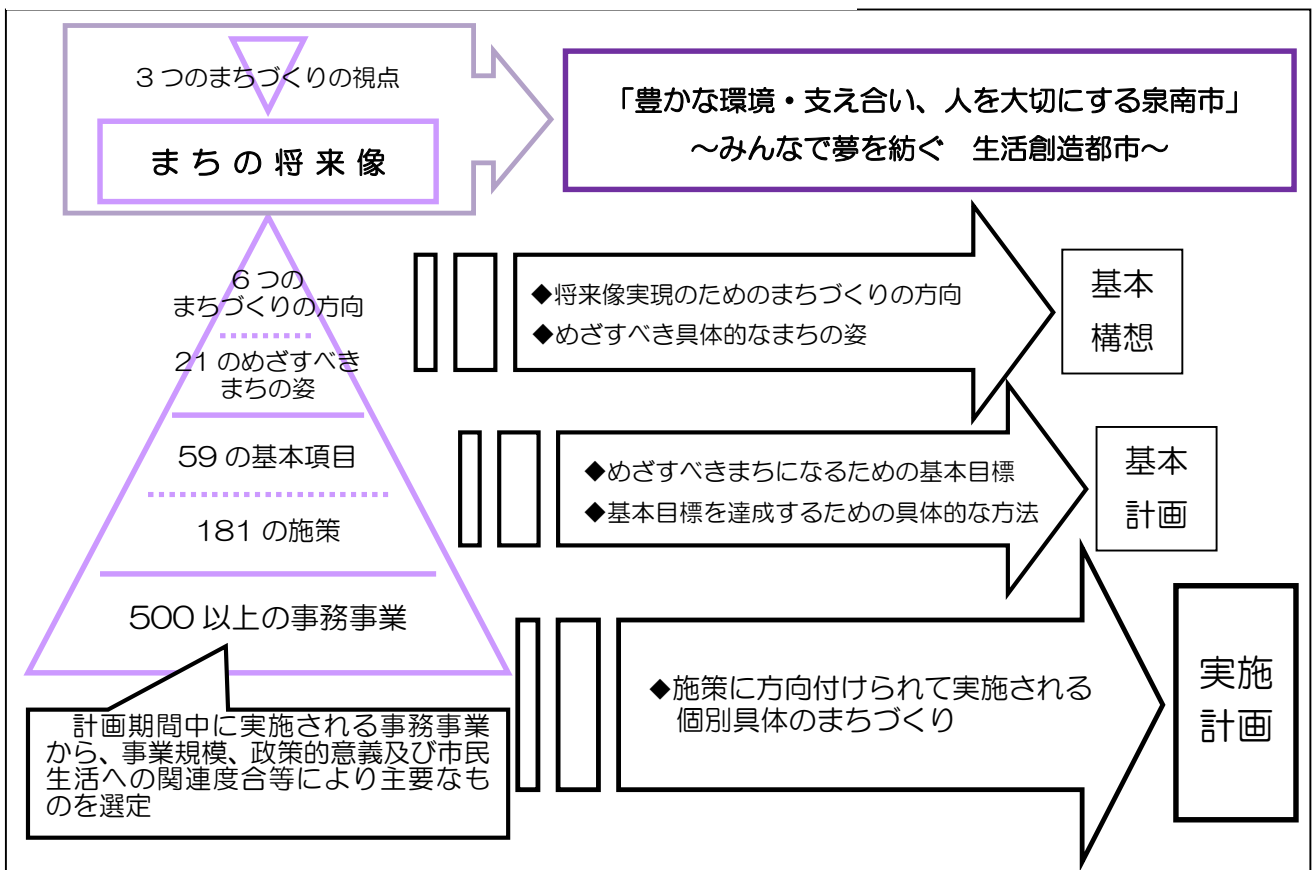 3つのまちづくりの視点
まちの将来像
「豊かな環境・支え合い、人を大切にする泉南市」
～みんなで夢を紡ぐ　生活創造都市～
6つの
まちづくりの方向
21のめざすべき
まちの姿
◆将来像実現のためのまちづくりの方向
◆めざすべき具体的なまちの姿
基本
構想
59の基本項目
181の施策
◆めざすべきまちになるための基本目標
◆基本目標を達成するための具体的な方法
基本
計画
500以上の事務事業
◆施策に方向付けられて実施される
個別具体のまちづくり
実施
計画
計画期間中に実施される事務事業
から、事業規模、政策的意義及び市民
生活への関連度合等により主要なも
のを選定